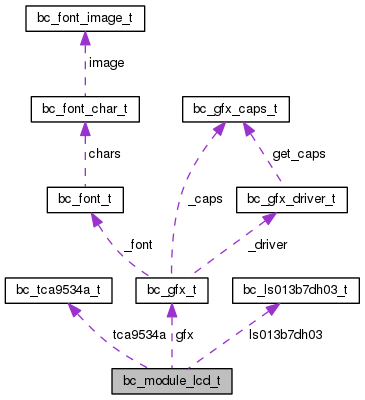 bc_font_image_t
image
bc_font_char_t
bc_gfx_caps_t
chars
_caps
get_caps
bc_font_t
bc_gfx_driver_t
_font
_driver
bc_tca9534a_t
bc_gfx_t
bc_ls013b7dh03_t
tca9534a
gfx
ls013b7dh03
bc_module_lcd_t